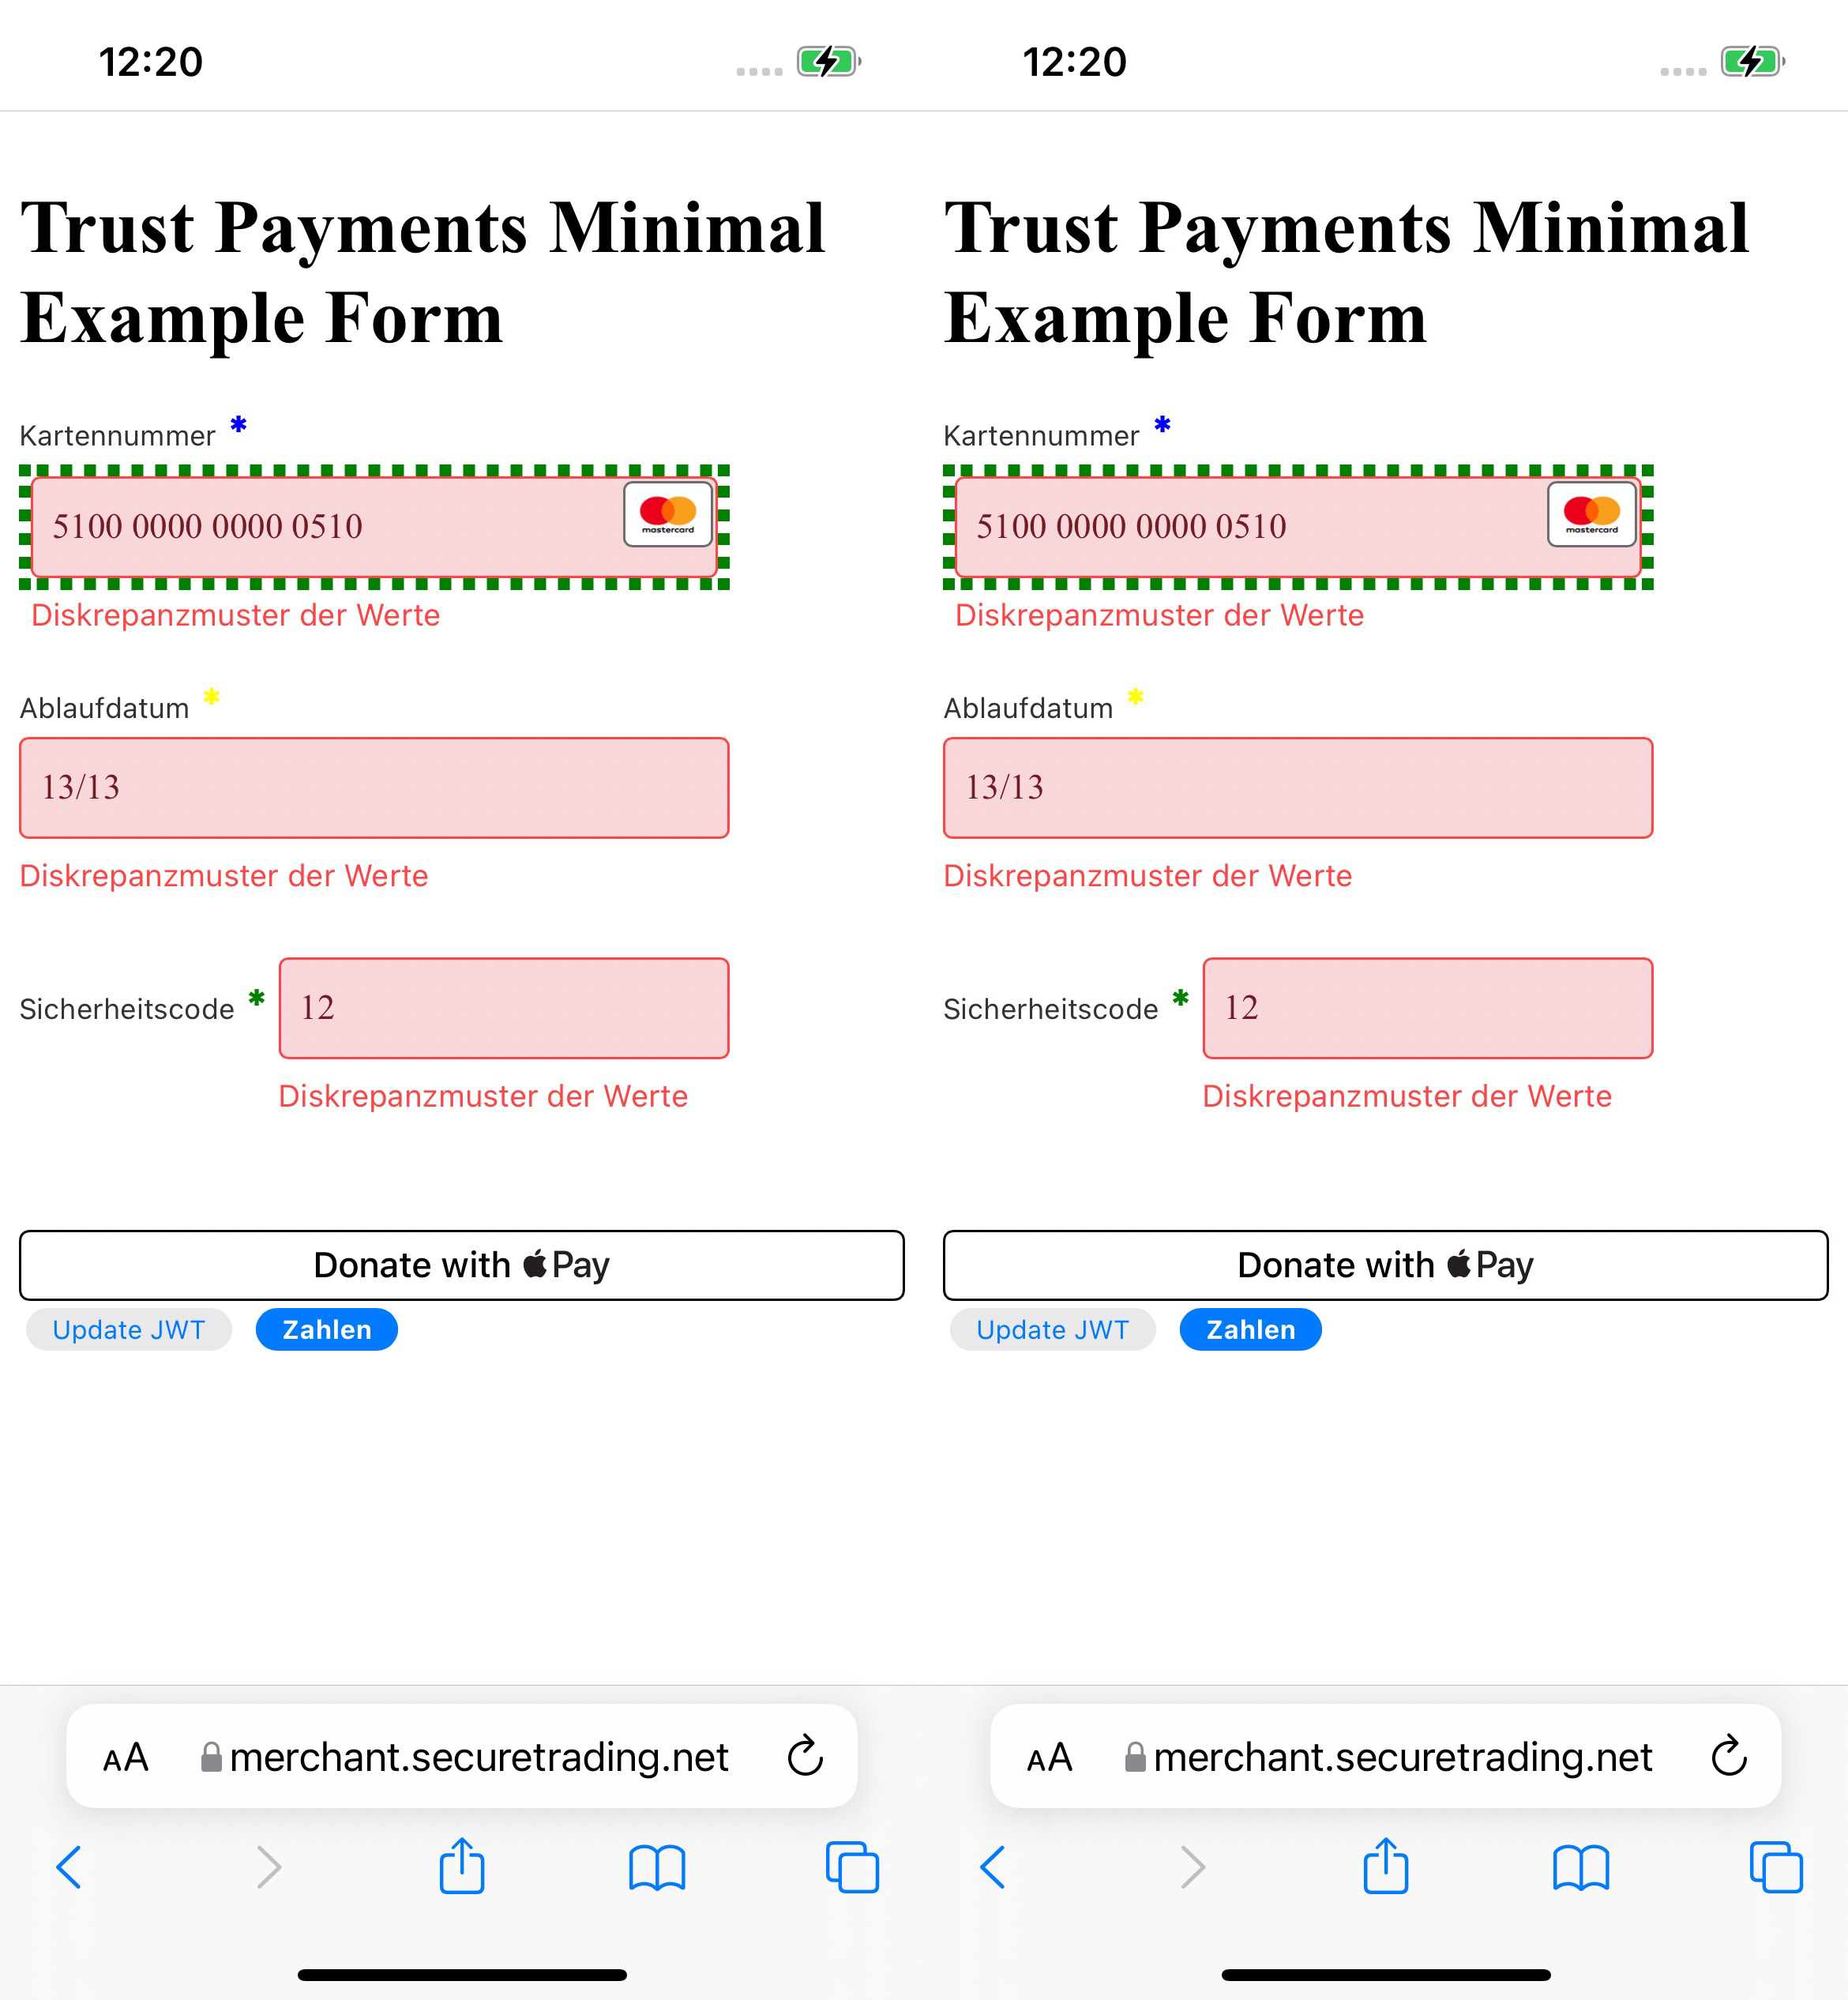 12:20
Trust Payments Minimal
Example Form
Kartennummer *
5100 0000 0000 0510
mastercard
Diskrepanzmuster der Werte
Ablaufdatum *
13/13
Diskrepanzmuster der Werte
Sicherheitscode *
12
Diskrepanzmuster der Werte
Donate with Pay
Update JWT
Zahlen
AA
merchant.securetrading.net
12:20
Trust Payments Minimal
Example Form
Kartennummer *
5100 0000 0000 0510
mastercard
Diskrepanzmuster der Werte
Ablaufdatum *
13/13
Diskrepanzmuster der Werte
Sicherheitscode *
12
Diskrepanzmuster der Werte
Donate with Pay
Update JWT
Zahlen
AA
merchant.securetrading.net